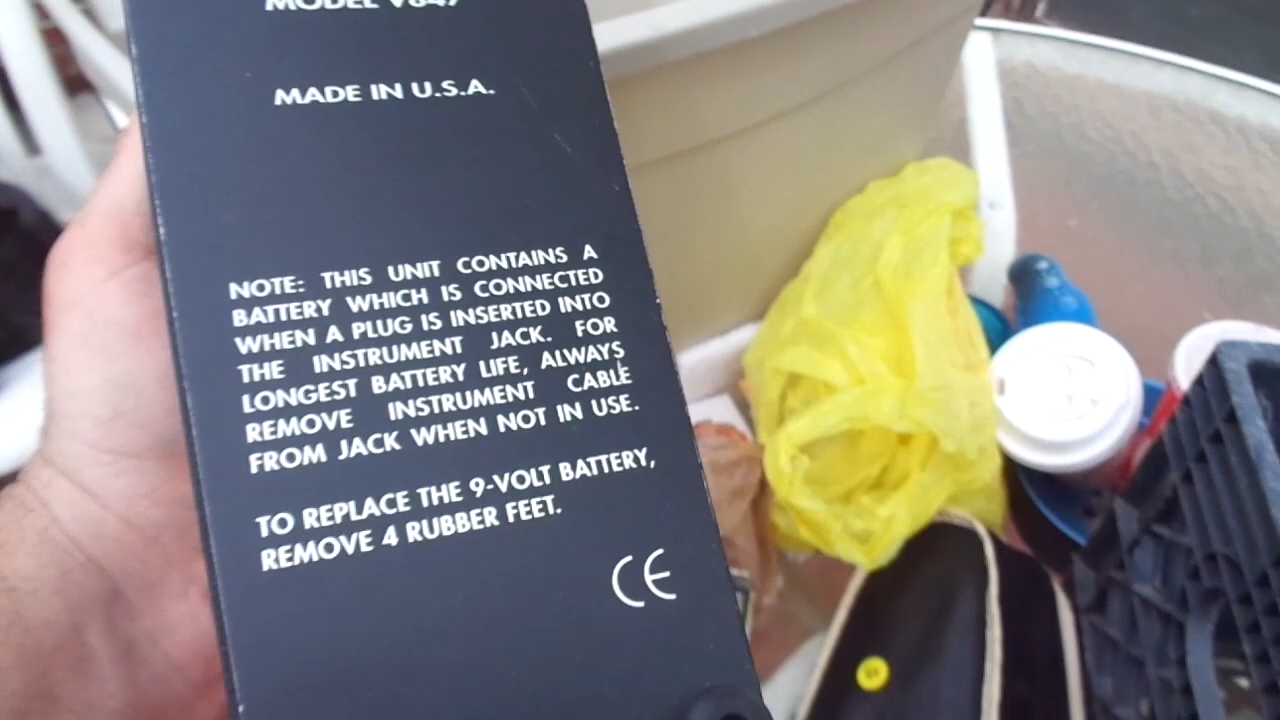 MODEL V847
MADE IN U.S.A.
NOTE: THIS UNIT CONTAINS A
BATTERY WHICH IS CONNECTED
WHEN A PLUG IS INSERTED INTO
THE INSTRUMENT JACK. FOR
LONGEST BATTERY LIFE, ALWAYS
REMOVE INSTRUMENT CABLE
FROM JACK WHEN NOT IN USE.
TO REPLACE THE 9-VOLT BATTERY,
REMOVE 4 RUBBER FEET.
CE